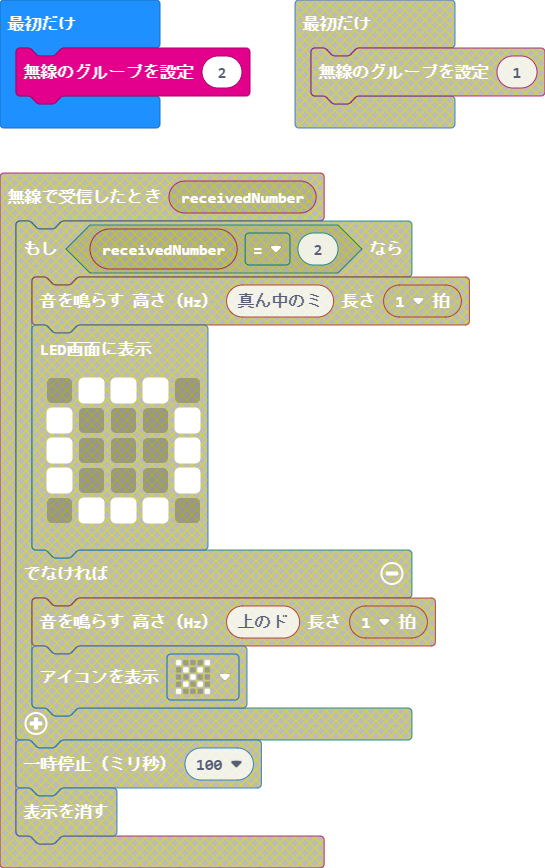 最初だけ
無線のグループを設定 2
最初だけ
無線のグループを設定 1
無線で受信したとき receivedNumber
もし receivedNumber = 2 なら
音を鳴らす 高さ (Hz) 真ん中のミ 長さ 1 拍
LED画面に表示
でなければ
音を鳴らす 高さ (Hz) 上のド 長さ 1 拍
アイコンを表示
一時停止 (ミリ秒) 100
表示を消す